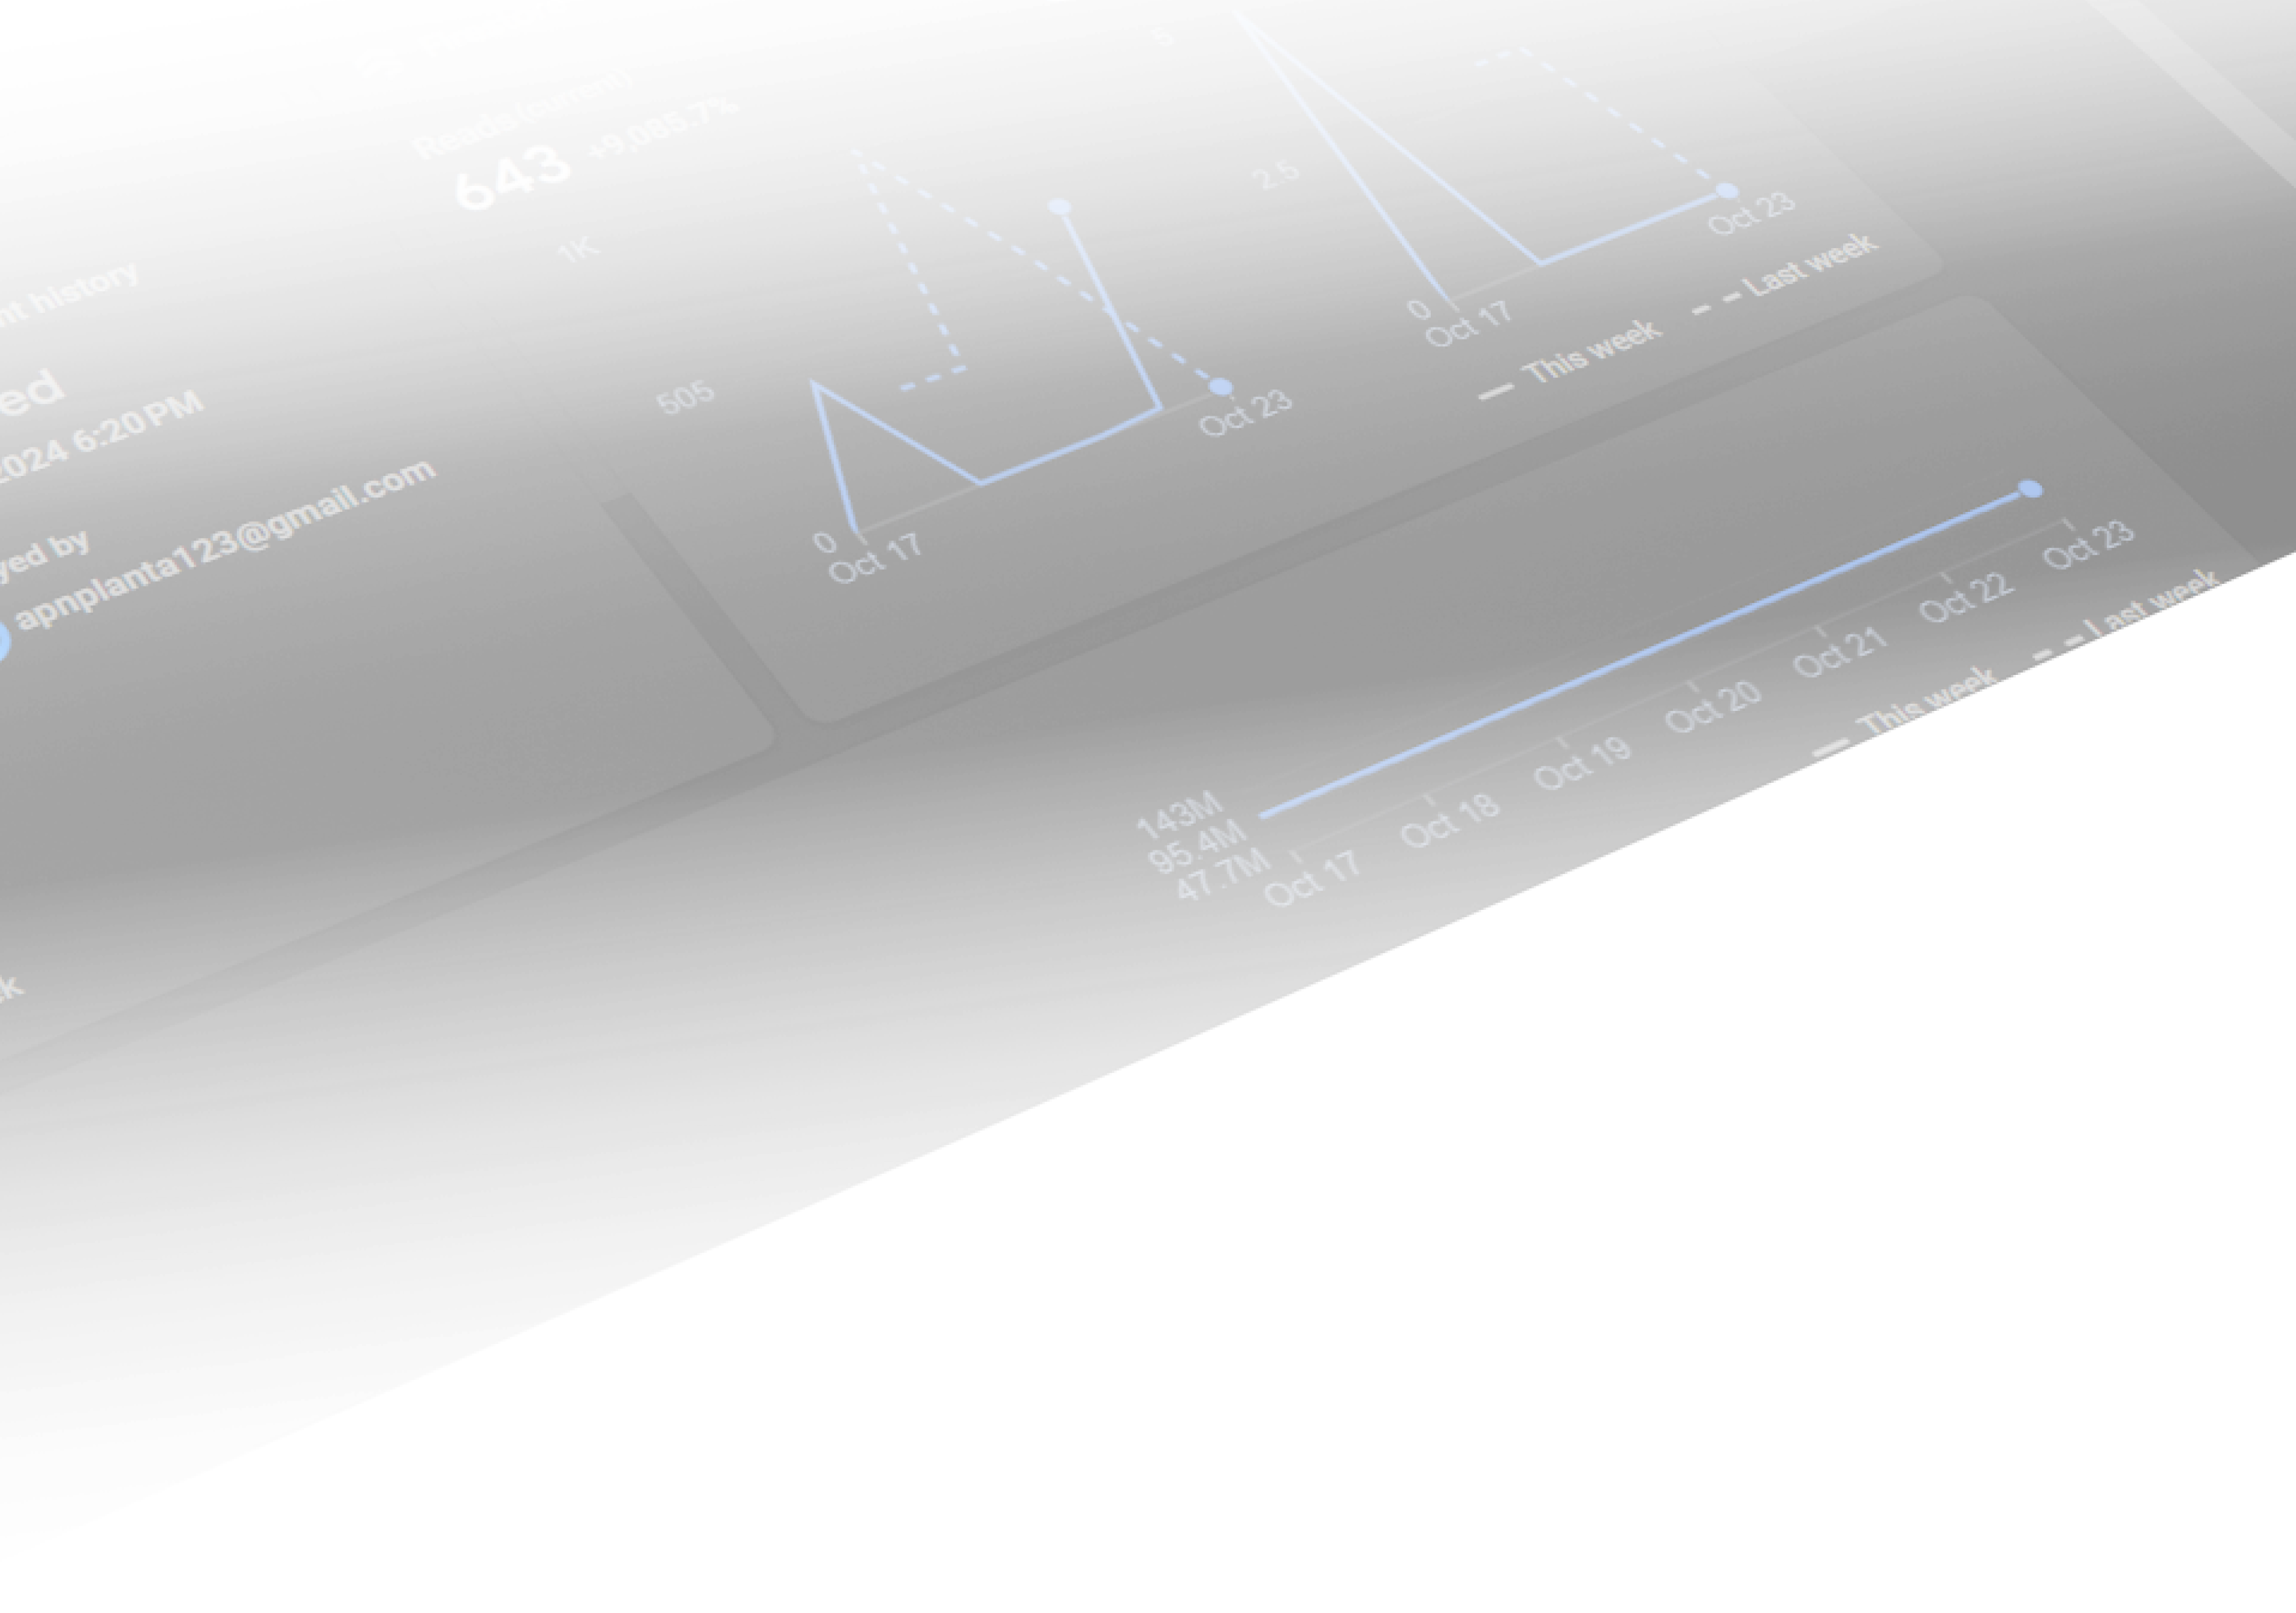 nt history
ed
2024 6:20 PM
yed by
apnplanta123@gmail.com
k
Reads (current)
643 +9,085.7%
1K
505
0
Oct 17
Oct 23
5
2.5
0
Oct 17
Oct 23
This week
Last week
143M
95.4M
47.7M
Oct 17
Oct 18
Oct 19
Oct 20
Oct 21
Oct 22
Oct 23
This week
Last week